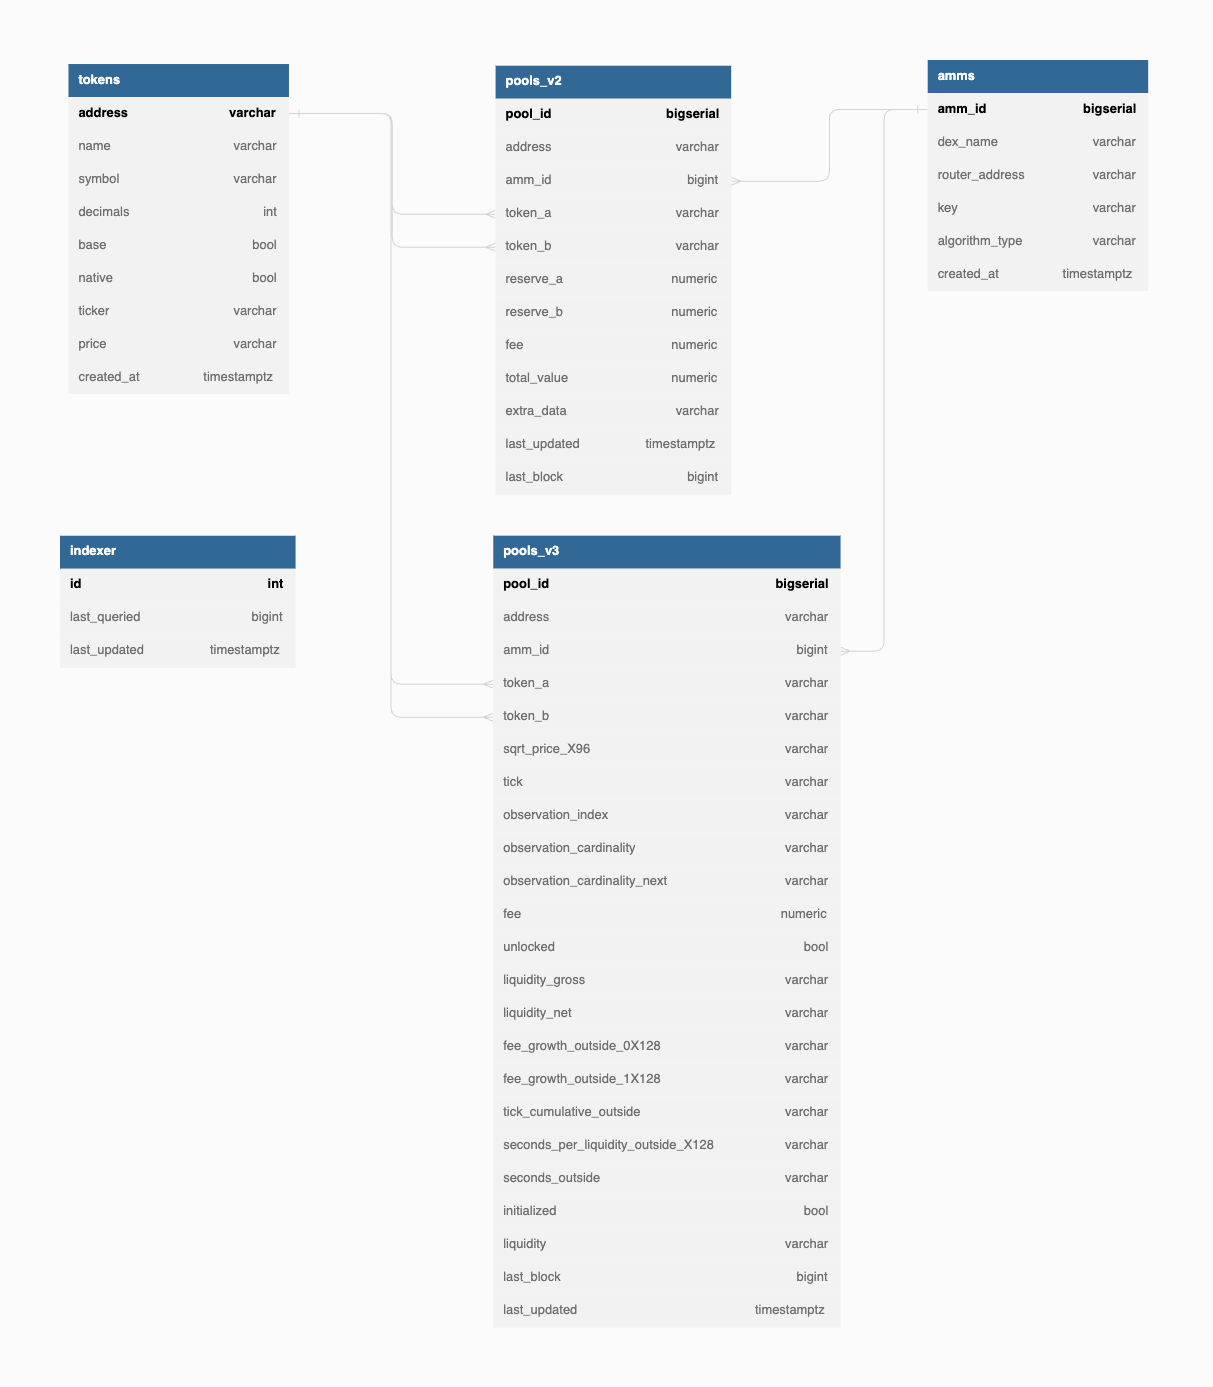 tokens
address varchar
name varchar
symbol varchar
decimals int
base bool
native bool
ticker varchar
price varchar
created_at timestamptz
pools_v2
pool_id bigserial
address varchar
amm_id bigint
token_a varchar
token_b varchar
reserve_a numeric
reserve_b numeric
fee numeric
total_value numeric
extra_data varchar
last_updated timestamptz
last_block bigint
amms
amm_id bigserial
dex_name varchar
router_address varchar
key varchar
algorithm_type varchar
created_at timestamptz
indexer
id int
last_queried bigint
last_updated timestamptz
pools_v3
pool_id bigserial
address varchar
amm_id bigint
token_a varchar
token_b varchar
sqrt_price_X96 varchar
tick varchar
observation_index varchar
observation_cardinality varchar
observation_cardinality_next varchar
fee numeric
unlocked bool
liquidity_gross varchar
liquidity_net varchar
fee_growth_outside_0X128 varchar
fee_growth_outside_1X128 varchar
tick_cumulative_outside varchar
seconds_per_liquidity_outside_X128 varchar
seconds_outside varchar
initialized bool
liquidity varchar
last_block bigint
last_updated timestamptz